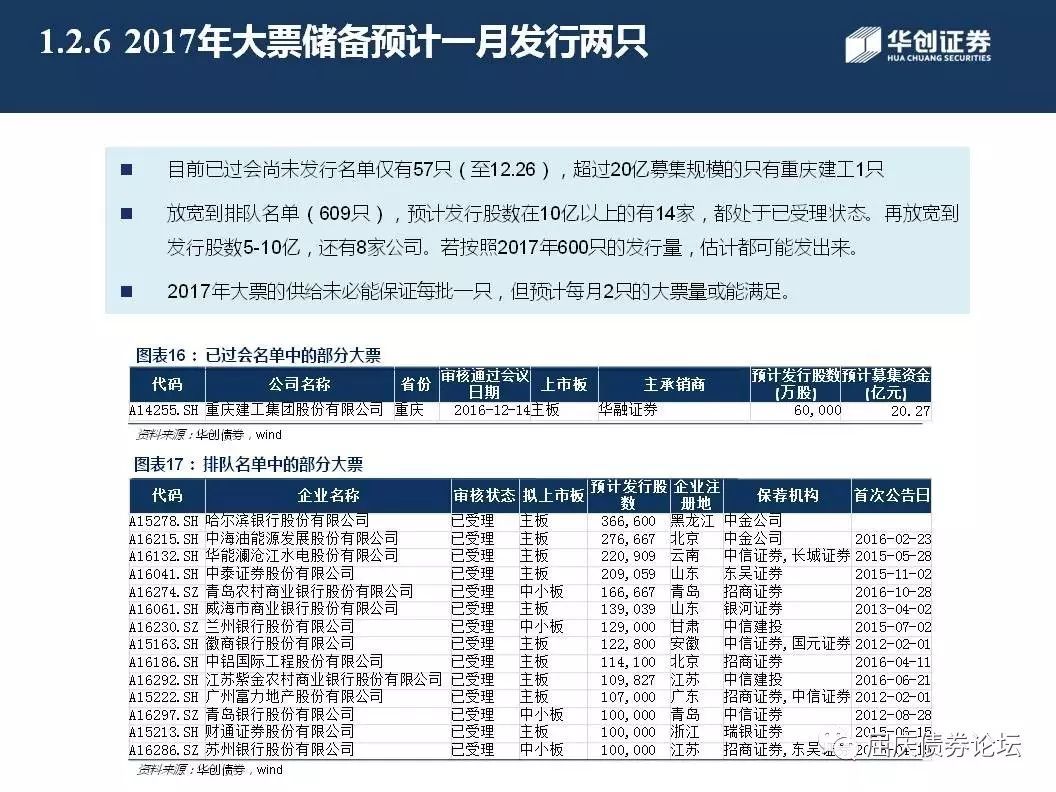 1.2.6 2017年大票储备预计一月发行两只
华创证券
HUA CHUANG SECURITIES
目前已过会尚未发行名单仅有57只（至12.26），超过20亿募集规模的只有重庆建工1只
放宽到排队名单（609只），预计发行股数在10亿以上的有14家，都处于已受理状态。再放宽到
发行股数5-10亿，还有8家公司。若按照2017年600只的发行量，估计都可能发出来。
2017年大票的供给未必能保证每批一只，但预计每月2只的大票量或能满足。
图表16：已过会名单中的部分大票
代码 公司名称 省份 审核通过会议日期 上市板 主承销商 预计发行股数(万股) 预计募集资金(亿元)
A14255.SH 重庆建工集团股份有限公司 重庆 2016-12-14 主板 华融证券 60,000 20.27
资料来源：华创债券，wind
图表17：排队名单中的部分大票
代码 企业名称 审核状态 拟上市板 预计发行股数 企业注册地 保荐机构 首次公告日
A15278.SH 哈尔滨银行股份有限公司 已受理 主板 366,600 黑龙江 中金公司
A16215.SH 中海油能源发展股份有限公司 已受理 主板 276,667 北京 中金公司 2016-02-23
A16132.SH 华能澜沧江水电股份有限公司 已受理 主板 220,909 云南 中信证券,长城证券 2015-05-28
A16041.SH 中泰证券股份有限公司 已受理 主板 209,059 山东 东吴证券 2015-11-02
A16274.SZ 青岛农村商业银行股份有限公司 已受理 中小板 166,667 青岛 招商证券 2016-10-28
A16061.SH 威海市商业银行股份有限公司 已受理 主板 139,039 山东 银河证券 2013-04-02
A16230.SZ 兰州银行股份有限公司 已受理 中小板 129,000 甘肃 中信建投 2015-07-02
A15163.SH 徽商银行股份有限公司 已受理 主板 122,800 安徽 中信证券,国元证券 2012-02-01
A16186.SH 中铝国际工程股份有限公司 已受理 主板 114,100 北京 招商证券 2016-04-11
A16292.SH 江苏紫金农村商业银行股份有限公司 已受理 主板 109,827 江苏 中信建投 2016-06-21
A15222.SH 广州富力地产股份有限公司 已受理 主板 107,000 广东 招商证券,中信证券 2012-02-01
A16297.SZ 青岛银行股份有限公司 已受理 中小板 100,000 青岛 中信证券 2012-08-28
A15213.SH 财通证券股份有限公司 已受理 主板 100,000 浙江 瑞银证券 2015-06-15
A16286.SZ 苏州银行股份有限公司 已受理 中小板 100,000 江苏 招商证券,东吴
资料来源：华创债券，wind
屈庆债券论坛